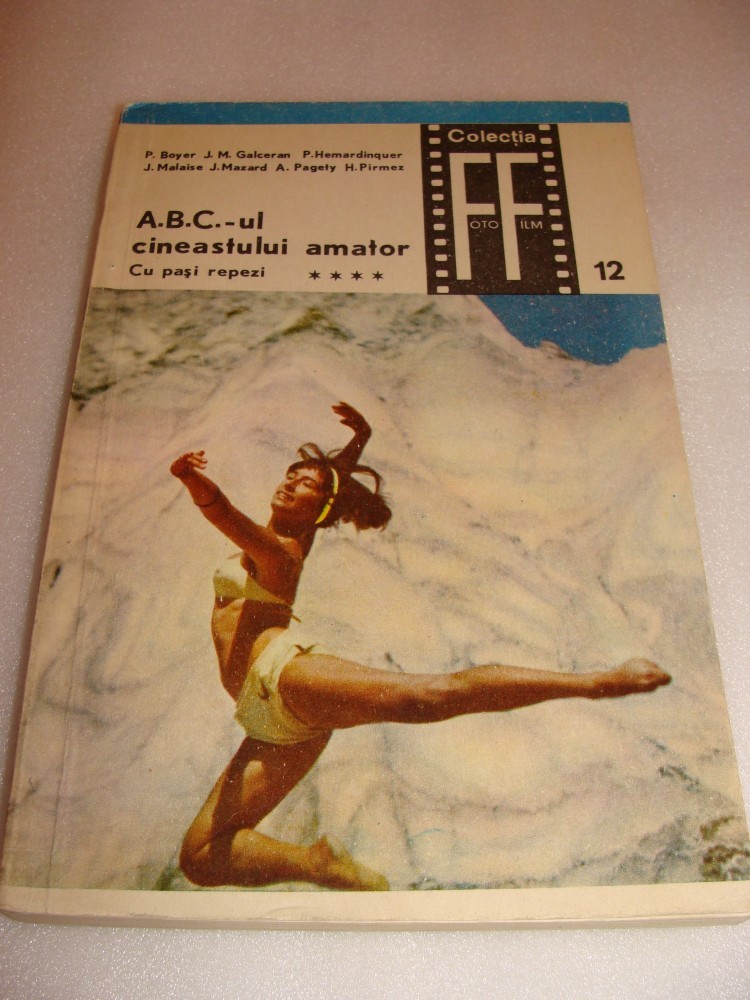 P. Boyer J. M. Galceran P. Hemardinquer
J. Malaise J. Mazard A. Pagety H. Pirmez
A.B.C.-ul
cineastului amator
Cu pași repezi ★★★★
Colecția
FOTO FILM
12